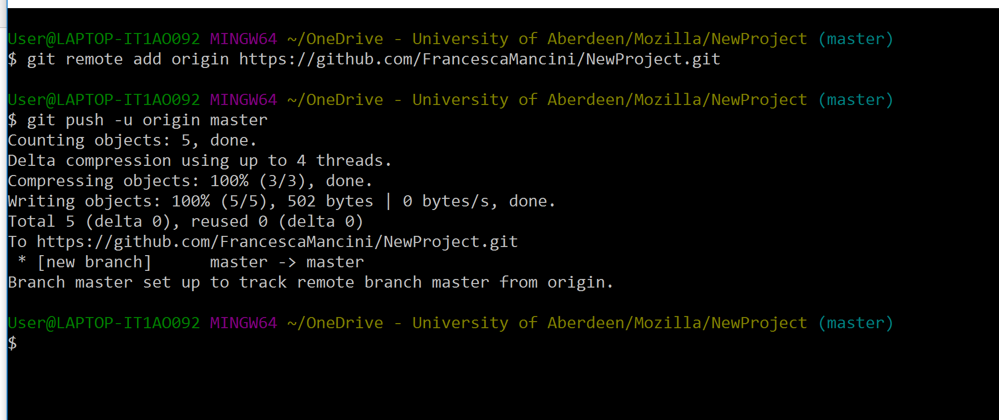 User@LAPTOP-IT1AO092 MINGW64 ~/OneDrive - University of Aberdeen/Mozilla/NewProject (master)
$ git remote add origin https://github.com/FrancescaMancini/NewProject.git
User@LAPTOP-IT1AO092 MINGW64 ~/OneDrive - University of Aberdeen/Mozilla/NewProject (master)
$ git push -u origin master
Counting objects: 5, done.
Delta compression using up to 4 threads.
Compressing objects: 100% (3/3), done.
Writing objects: 100% (5/5), 502 bytes | 0 bytes/s, done.
Total 5 (delta 0), reused 0 (delta 0)
To https://github.com/FrancescaMancini/NewProject.git
 * [new branch]      master -> master
Branch master set up to track remote branch master from origin.
User@LAPTOP-IT1AO092 MINGW64 ~/OneDrive - University of Aberdeen/Mozilla/NewProject (master)
$